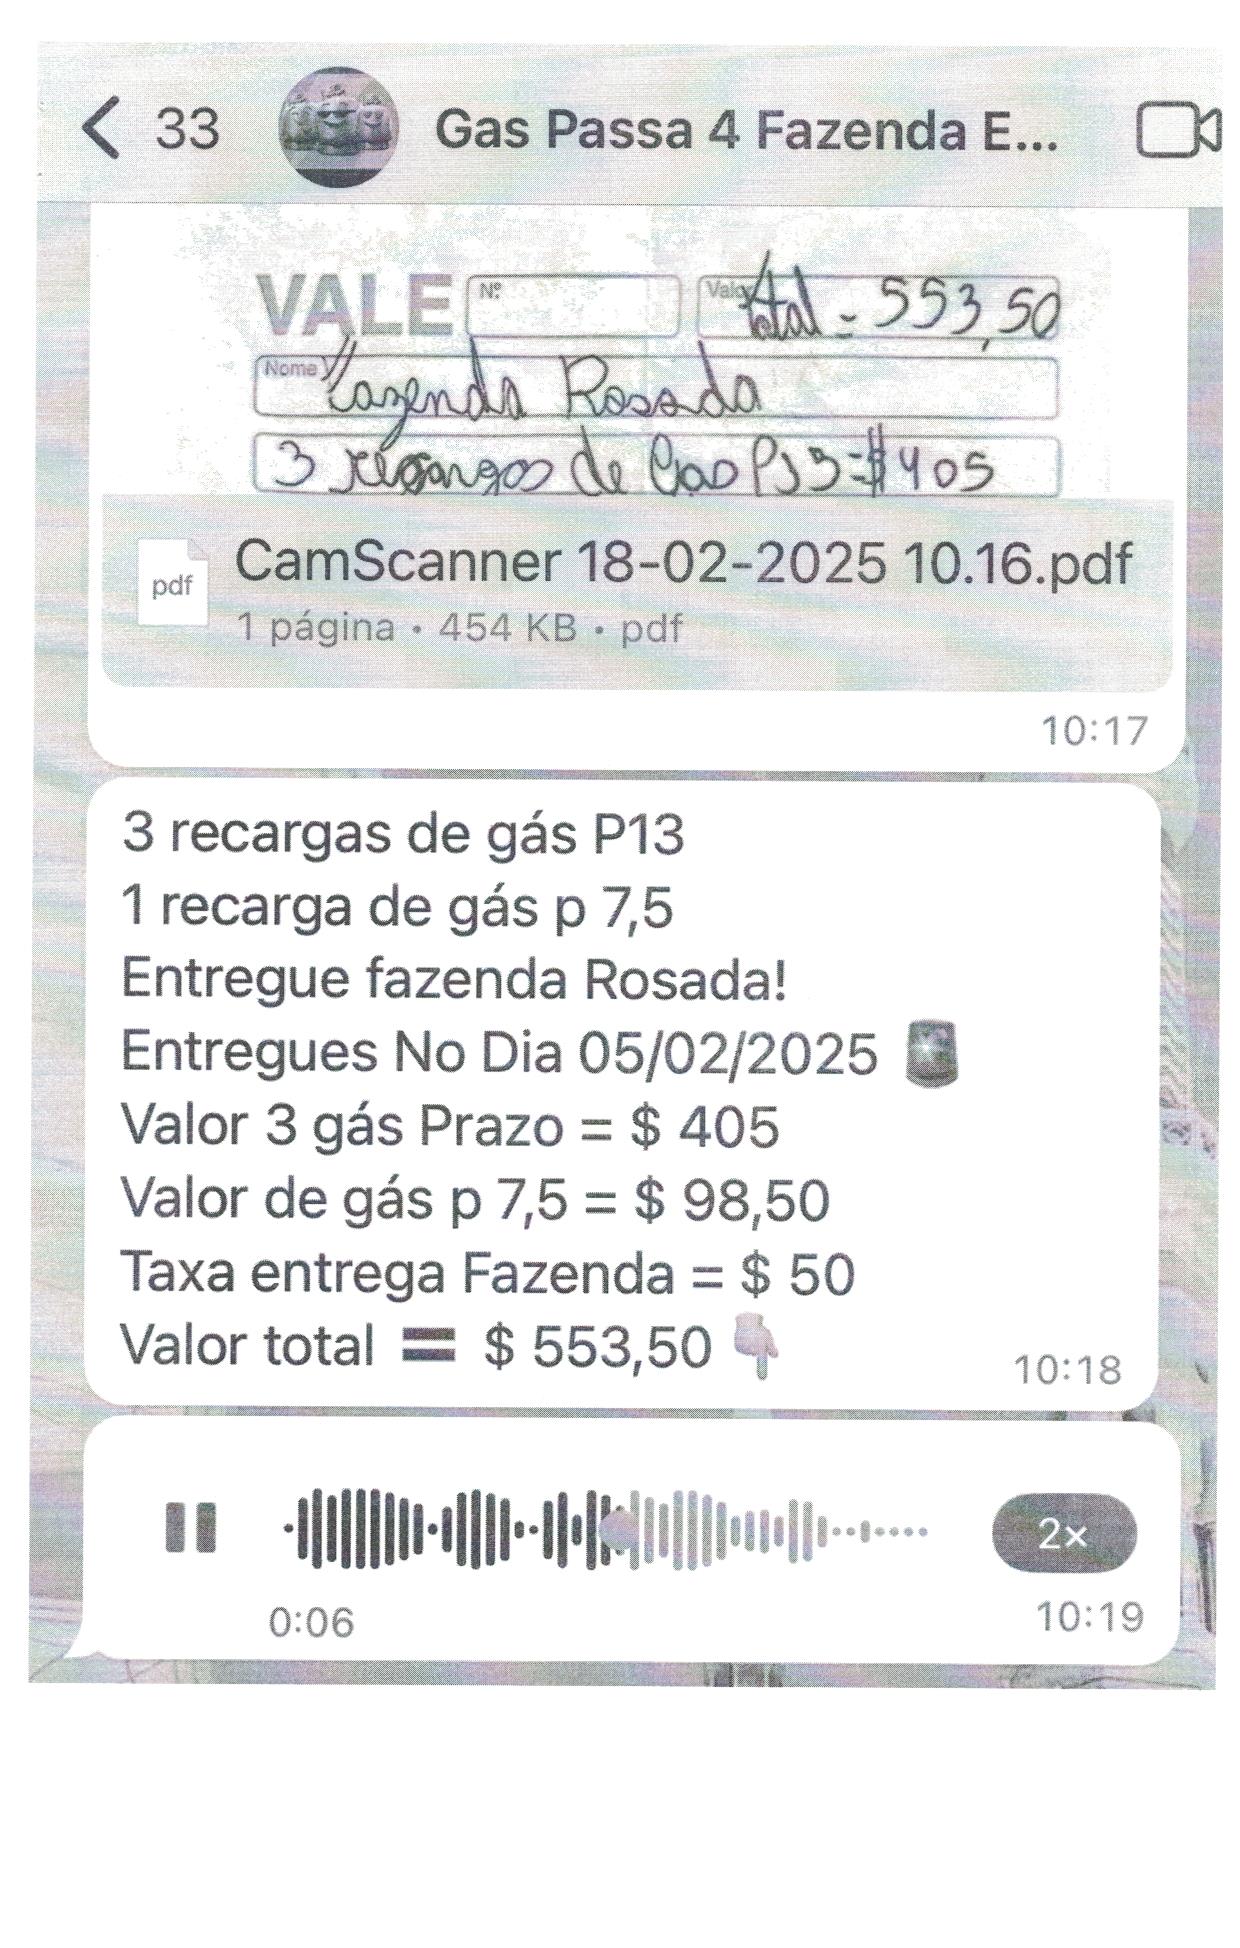 33
Gas Passa 4 Fazenda E...
VALE
Nº
Valor
total = 553,50
Nome
Fazenda Rosada
3 recargas de Gas P13=$405
pdf
CamScanner 18-02-2025 10.16.pdf
1 página • 454 KB • pdf
10:17
3 recargas de gás P13
1 recarga de gás p 7,5
Entregue fazenda Rosada!
Entregues No Dia 05/02/2025 🚨
Valor 3 gás Prazo = $ 405
Valor de gás p 7,5 = $ 98,50
Taxa entrega Fazenda = $ 50
Valor total 🟰 $ 553,50 👇
10:18
2×
0:06
10:19